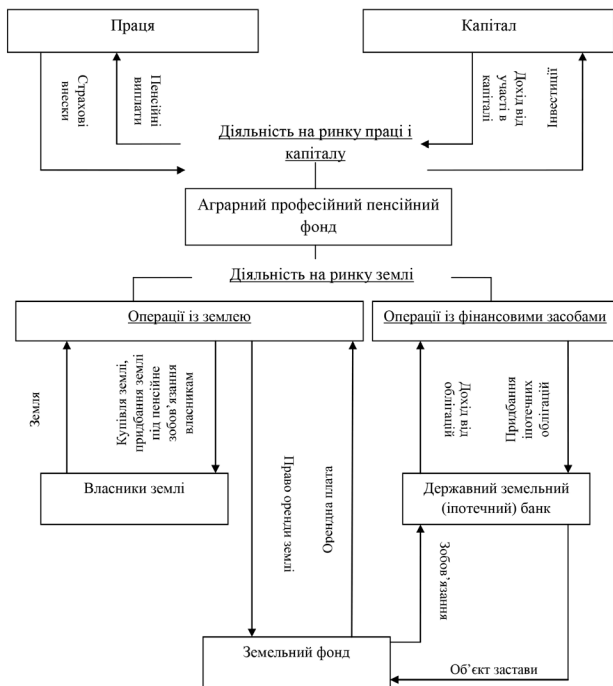 Праця
Капітал
Страхові
внески
Пенсійні
виплати
Дохід від
участі в
капіталі
Інвестиції
Діяльність на ринку праці і
капіталу
Аграрний професійний пенсійний
фонд
Діяльність на ринку землі
Операції із землею
Операції із фінансовими засобами
Земля
Купівля землі,
придбання землі
під пенсійне
зобов’язання
власникам
Право оренди землі
Орендна плата
Дохід від
облігацій
Придбання
іпотечних
облігацій
Власники землі
Державний земельний
(іпотечний) банк
Зобов’язання
Земельний фонд
Об’єкт застави